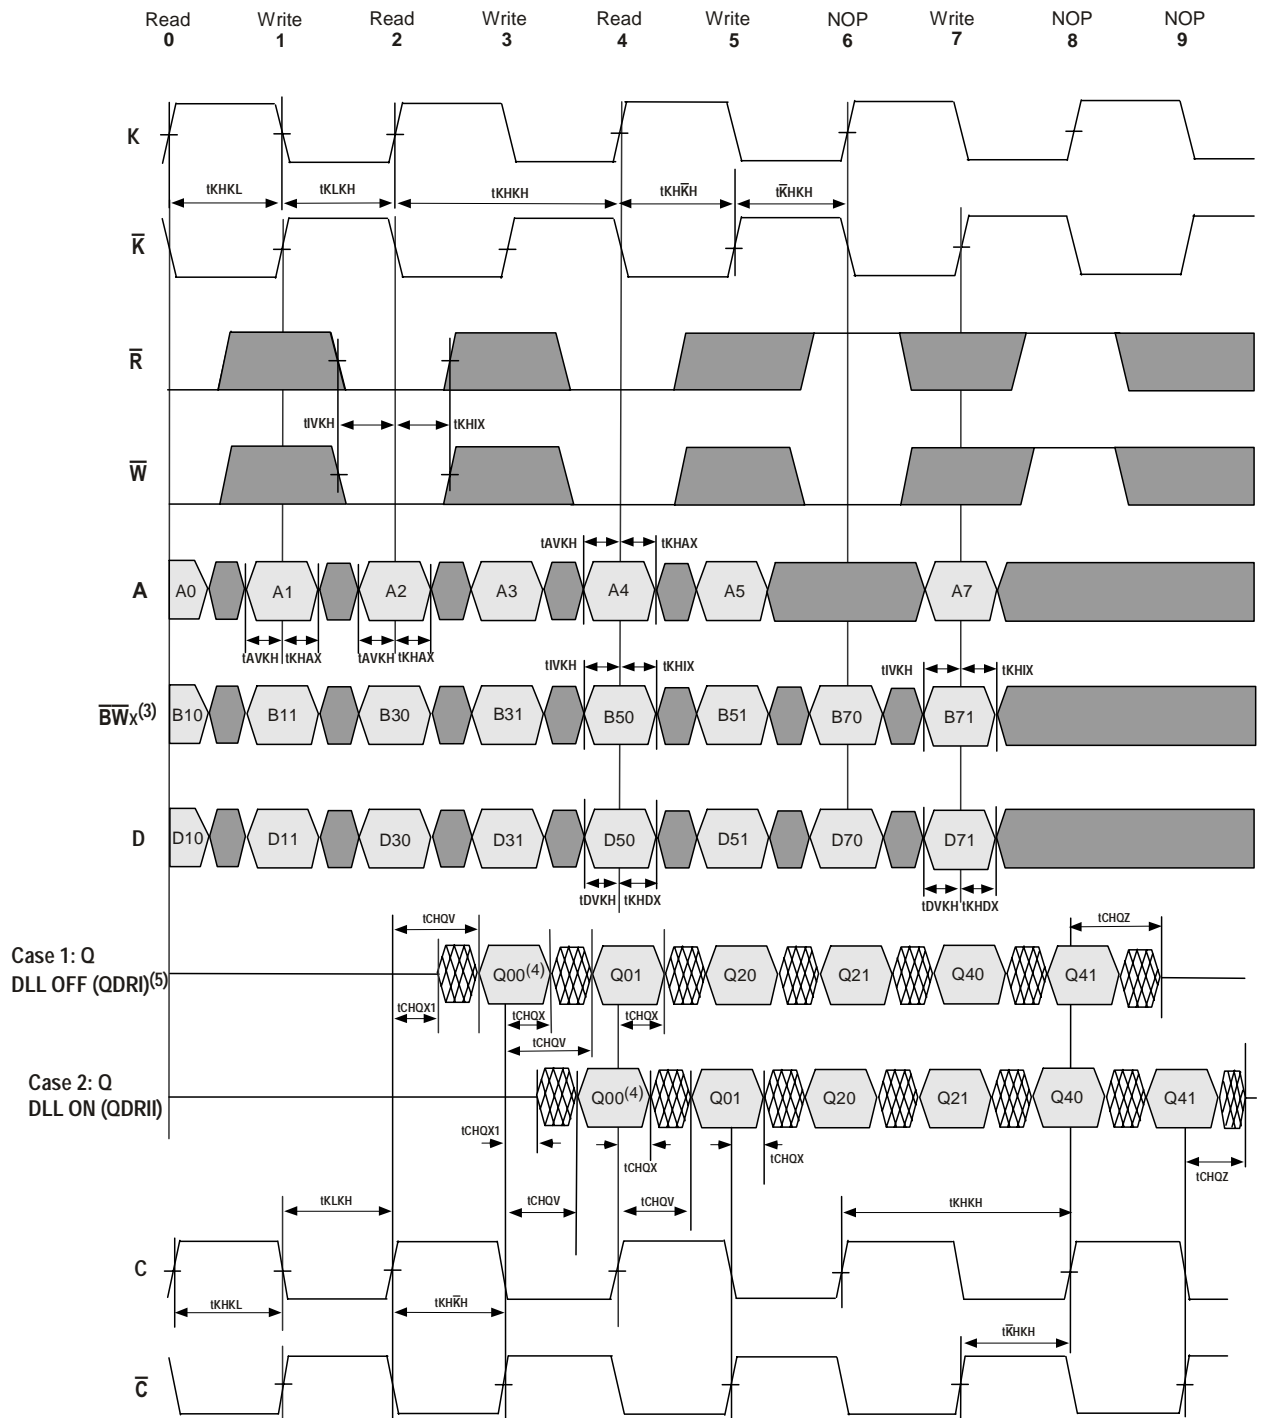 Read Write Read Write Read Write NOP Write NOP NOP
0 1 2 3 4 5 6 7 8 9
K
tKHKL tKLKH tKHKH tKHK̅H tK̅HKH
K̅
R̅
tIVKH tKHIX
W̅
tAVKH tKHAX
A A0 A1 A2 A3 A4 A5 A7
tAVKH tKHAX tAVKH tKHAX
tIVKH tKHIX tIVKH tKHIX
B̅W̅x(3) B10 B11 B30 B31 B50 B51 B70 B71
D D10 D11 D30 D31 D50 D51 D70 D71
tDVKH tKHDX tDVKH tKHDX
tCHQV tCHQZ
Case 1: Q
DLL OFF (QDRI)(5) Q00(4) Q01 Q20 Q21 Q40 Q41
tCHQX1 tCHQX tCHQX
tCHQV
Case 2: Q
DLL ON (QDRII) Q00(4) Q01 Q20 Q21 Q40 Q41
tCHQX1 tCHQX tCHQX tCHQZ
tKLKH tCHQV tCHQV tKHKH
C
tKHKL tKHK̅H
tK̅HKH
C̅